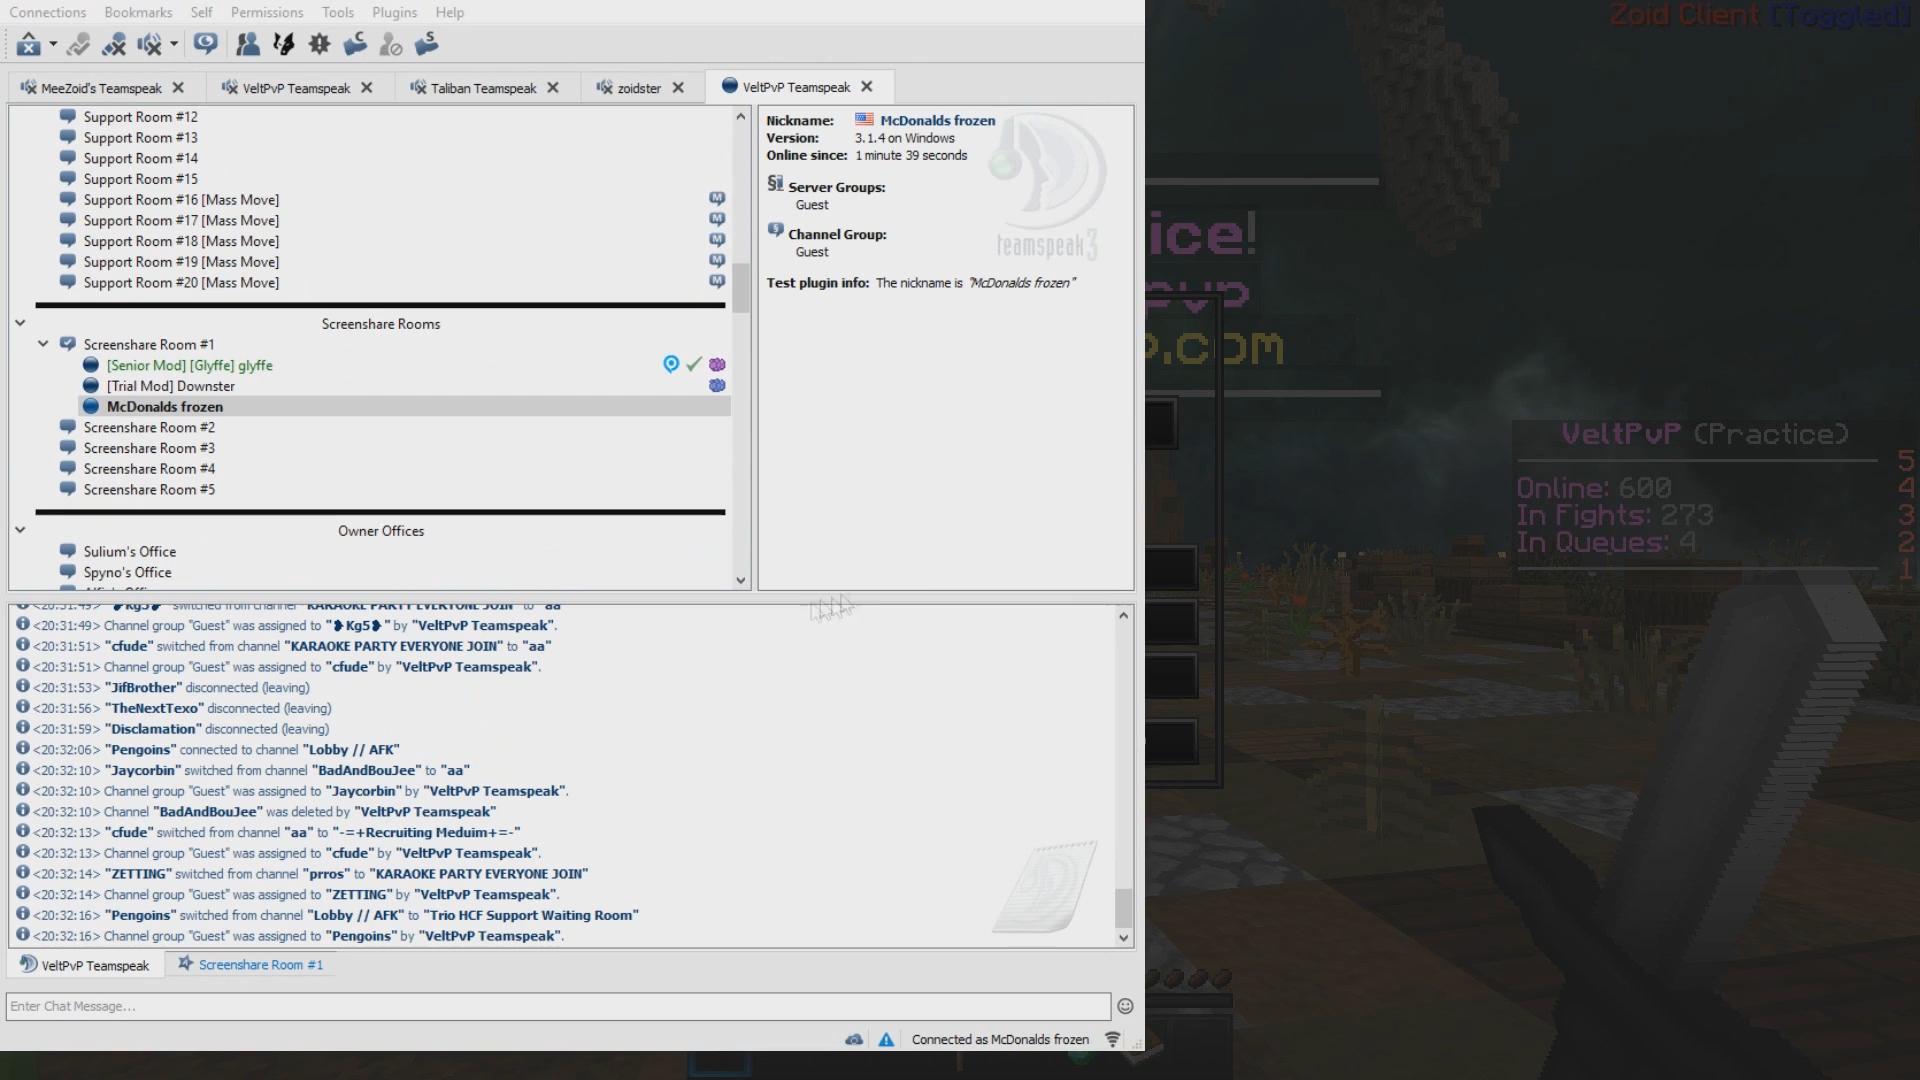 Connections Bookmarks Self Permissions Tools Plugins Help
MeeZoid's Teamspeak
VeltPvP Teamspeak
Taliban Teamspeak
zoidster
VeltPvP Teamspeak
Support Room #12
Support Room #13
Support Room #14
Support Room #15
Support Room #16 [Mass Move]
Support Room #17 [Mass Move]
Support Room #18 [Mass Move]
Support Room #19 [Mass Move]
Support Room #20 [Mass Move]
Screenshare Rooms
Screenshare Room #1
[Senior Mod] [Glyffe] glyffe
[Trial Mod] Downster
McDonalds frozen
Screenshare Room #2
Screenshare Room #3
Screenshare Room #4
Screenshare Room #5
Owner Offices
Sulium's Office
Spyno's Office
Nickname: McDonalds frozen
Version: 3.1.4 on Windows
Online since: 1 minute 39 seconds
Server Groups:
Guest
Channel Group:
Guest
Test plugin info: The nickname is "McDonalds frozen"
teamspeak3
<20:31:49> "❥Kg5❥" switched from channel "KARAOKE PARTY EVERYONE JOIN" to "aa"
<20:31:49> Channel group "Guest" was assigned to "❥Kg5❥" by "VeltPvP Teamspeak".
<20:31:51> "cfude" switched from channel "KARAOKE PARTY EVERYONE JOIN" to "aa"
<20:31:51> Channel group "Guest" was assigned to "cfude" by "VeltPvP Teamspeak".
<20:31:53> "JifBrother" disconnected (leaving)
<20:31:56> "TheNextTexo" disconnected (leaving)
<20:31:59> "Disclamation" disconnected (leaving)
<20:32:06> "Pengoins" connected to channel "Lobby // AFK"
<20:32:10> "Jaycorbin" switched from channel "BadAndBouJee" to "aa"
<20:32:10> Channel group "Guest" was assigned to "Jaycorbin" by "VeltPvP Teamspeak".
<20:32:10> Channel "BadAndBouJee" was deleted by "VeltPvP Teamspeak"
<20:32:13> "cfude" switched from channel "aa" to "-=+Recruiting Meduim+=-"
<20:32:13> Channel group "Guest" was assigned to "cfude" by "VeltPvP Teamspeak".
<20:32:14> "ZETTING" switched from channel "prros" to "KARAOKE PARTY EVERYONE JOIN"
<20:32:14> Channel group "Guest" was assigned to "ZETTING" by "VeltPvP Teamspeak".
<20:32:16> "Pengoins" switched from channel "Lobby // AFK" to "Trio HCF Support Waiting Room"
<20:32:16> Channel group "Guest" was assigned to "Pengoins" by "VeltPvP Teamspeak".
VeltPvP Teamspeak
Screenshare Room #1
Enter Chat Message...
Connected as McDonalds frozen
Zoid Client [Toggled]
ice!
pvp
p.com
VeltPvP (Practice)
Online: 600
In Fights: 273
In Queues: 4
5
4
3
2
1